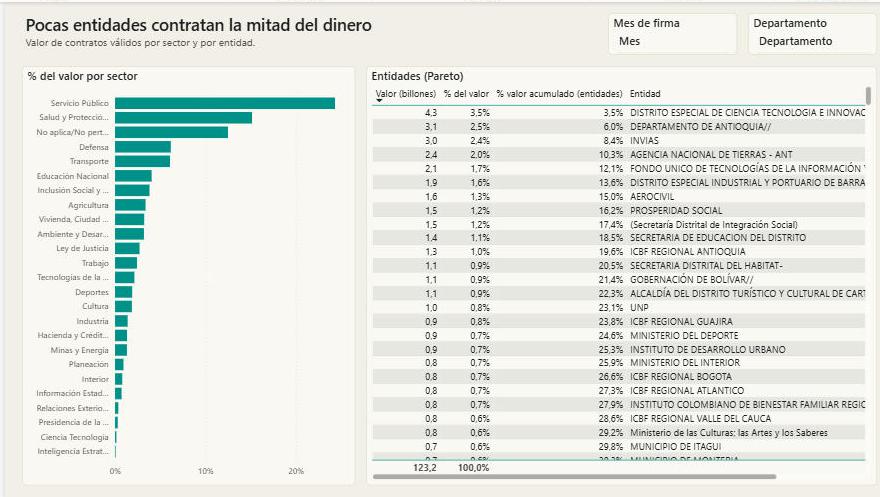 Pocas entidades contratan la mitad del dinero
Valor de contratos válidos por sector y por entidad.
Mes de firma
Mes
Departamento
Departamento
% del valor por sector
Servicio Público
Salud y Protecció...
No aplica/No pert...
Defensa
Transporte
Educación Nacional
Inclusión Social y ...
Agricultura
Vivienda, Ciudad ...
Ambiente y Desar...
Ley de Justicia
Trabajo
Tecnologías de la ...
Deportes
Cultura
Industria
Hacienda y Crédit...
Minas y Energía
Planeacion
Interior
Información Estad...
Relaciones Exterio...
Presidencia de la ...
Ciencia Tecnologia
Inteligencia Estrat...
0% 10% 20%
Entidades (Pareto)
Valor (billones) % del valor % valor acumulado (entidades) Entidad
4,3 3,5% 3,5% DISTRITO ESPECIAL DE CIENCIA TECNOLOGIA E INNOVAC
3,1 2,5% 6,0% DEPARTAMENTO DE ANTIOQUIA//
3,0 2,4% 8,4% INVIAS
2,4 2,0% 10,3% AGENCIA NACIONAL DE TIERRAS - ANT
2,1 1,7% 12,1% FONDO UNICO DE TECNOLOGÍAS DE LA INFORMACIÓN
1,9 1,6% 13,6% DISTRITO ESPECIAL INDUSTRIAL Y PORTUARIO DE BARRA
1,6 1,3% 15,0% AEROCIVIL
1,5 1,2% 16,2% PROSPERIDAD SOCIAL
1,5 1,2% 17,4% (Secretaría Distrital de Integración Social)
1,4 1,1% 18,5% SECRETARIA DE EDUCACION DEL DISTRITO
1,3 1,0% 19,6% ICBF REGIONAL ANTIOQUIA
1,1 0,9% 20,5% SECRETARIA DISTRITAL DEL HABITAT-
1,1 0,9% 21,4% GOBERNACIÓN DE BOLÍVAR//
1,1 0,9% 22,3% ALCALDÍA DEL DISTRITO TURÍSTICO Y CULTURAL DE CART
1,0 0,8% 23,1% UNP
0,9 0,8% 23,8% ICBF REGIONAL GUAJIRA
0,9 0,7% 24,6% MINISTERIO DEL DEPORTE
0,9 0,7% 25,3% INSTITUTO DE DESARROLLO URBANO
0,8 0,7% 25,9% MINISTERIO DEL INTERIOR
0,8 0,7% 26,6% ICBF REGIONAL BOGOTA
0,8 0,7% 27,3% ICBF REGIONAL ATLANTICO
0,8 0,7% 27,9% INSTITUTO COLOMBIANO DE BIENESTAR FAMILIAR REGIC
0,8 0,6% 28,6% ICBF REGIONAL VALLE DEL CAUCA
0,8 0,6% 29,2% Ministerio de las Culturas; las Artes y los Saberes
0,7 0,6% 29,8% MUNICIPIO DE ITAGUI
123,2 100,0%